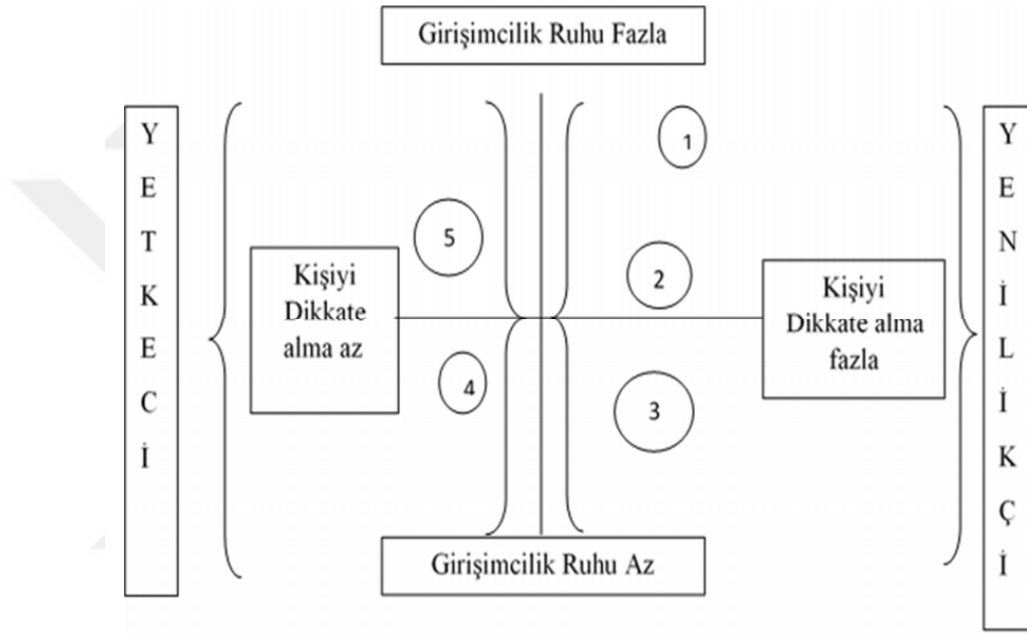 Girişimcilik Ruhu Fazla
Y
E
T
K
E
C
İ
Kişiyi
Dikkate
alma az
5
4
1
2
3
Kişiyi
Dikkate alma
fazla
Y
E
N
İ
L
İ
K
Ç
İ
Girişimcilik Ruhu Az